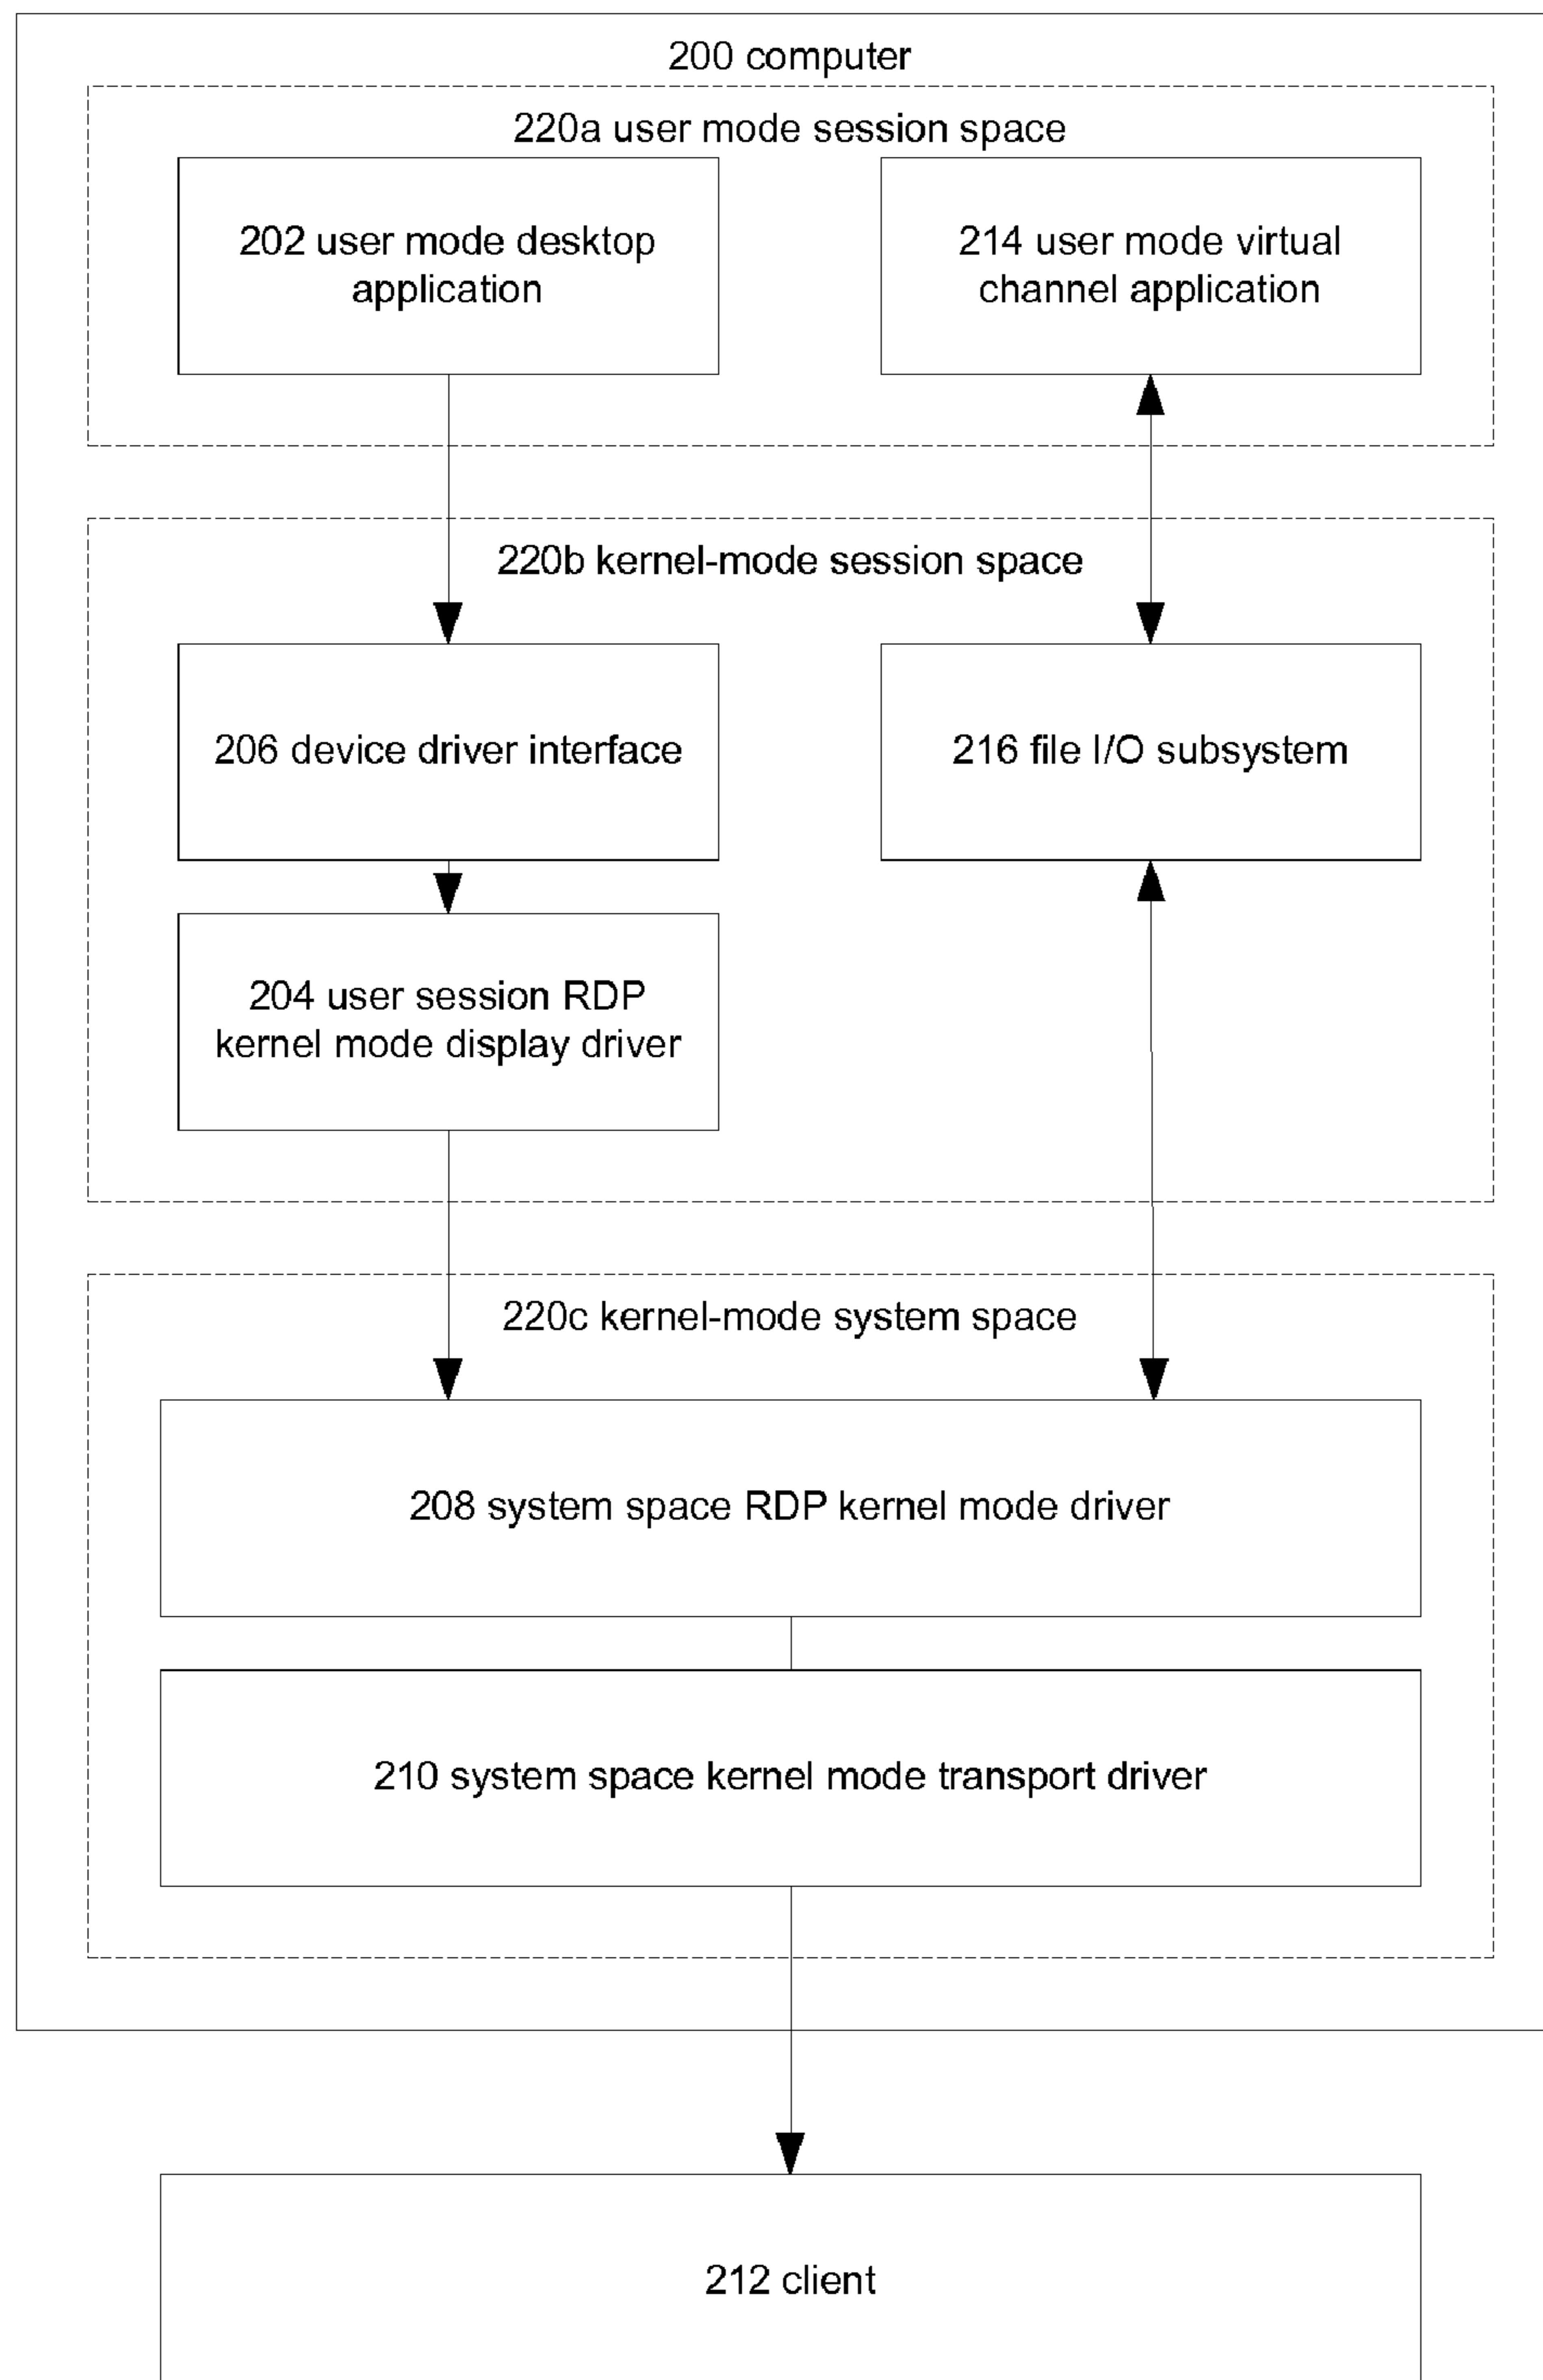 200 computer
220a user mode session space
202 user mode desktop
application
214 user mode virtual
channel application
220b kernel-mode session space
206 device driver interface
216 file I/O subsystem
204 user session RDP
kernel mode display driver
220c kernel-mode system space
208 system space RDP kernel mode driver
210 system space kernel mode transport driver
212 client